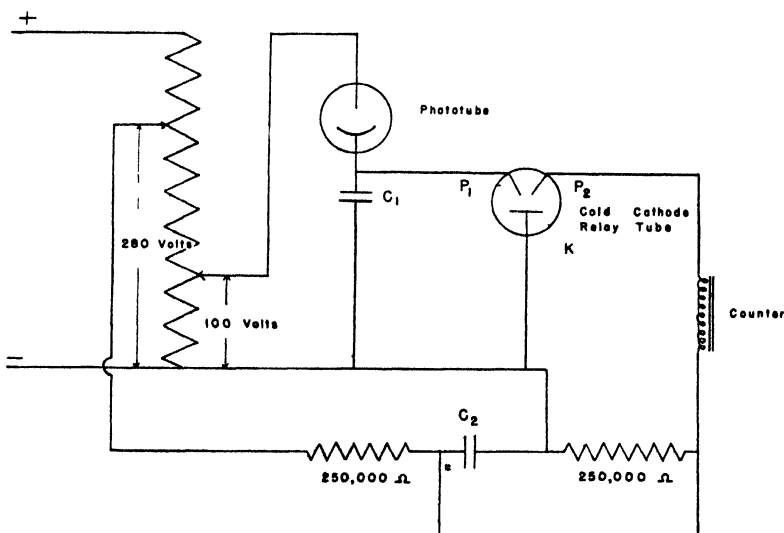 +
Phototube
P1
P2
C1
Cold Cathode
Relay Tube
K
280 Volts
100 Volts
Counter
–
C2
250,000 Ω
250,000 Ω